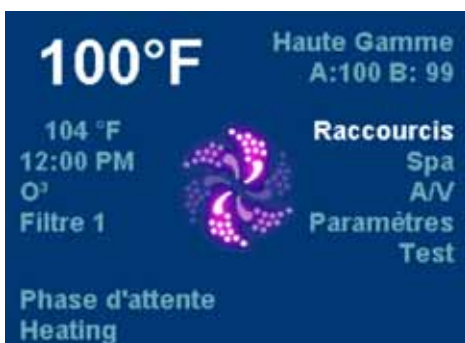 100°F
Haute Gamme
A:100 B: 99
104 °F
12:00 PM
O³
Filtre 1
Raccourcis
Spa
A/V
Paramètres
Test
Phase d'attente
Heating